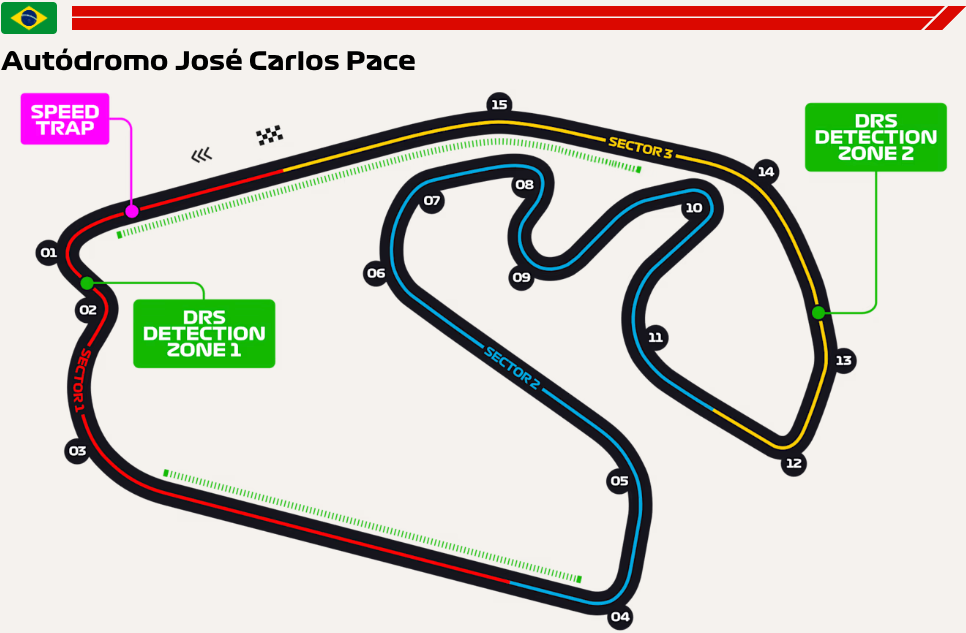 Autódromo José Carlos Pace
SPEED
TRAP
15
SECTOR 3
14
DRS
DETECTION
ZONE 2
08
07
10
01
06
09
02
DRS
DETECTION
ZONE 1
11
13
SECTOR 1
SECTOR 2
03
12
05
04